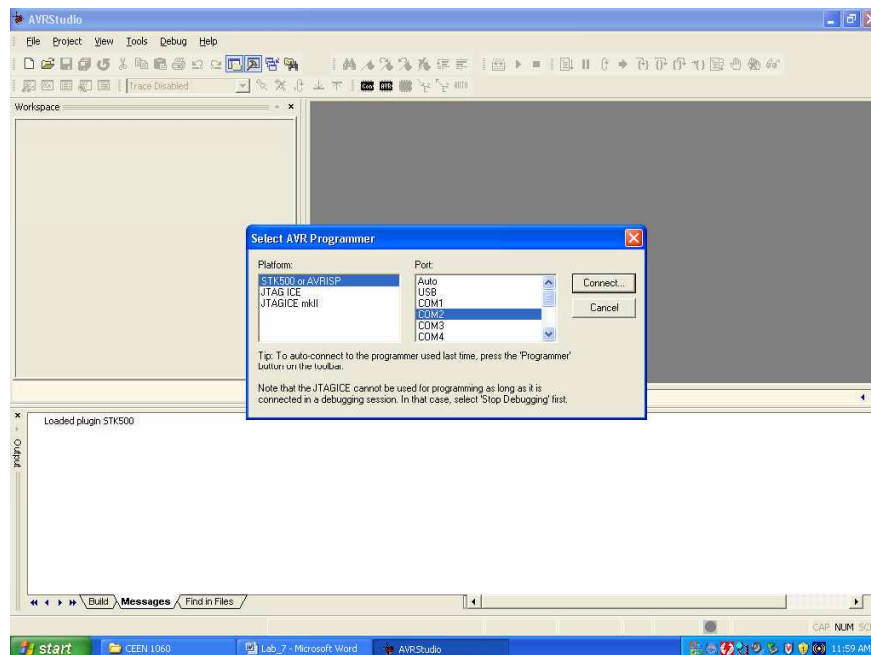 AVRStudio
File Project View Tools Debug Help
Trace Disabled
Con AVR
AUTO
Workspace
Select AVR Programmer
Platform:
STK500 or AVRISP
JTAG ICE
JTAGICE mkII
Port:
Auto
USB
COM1
COM2
COM3
COM4
Connect...
Cancel
Tip: To auto-connect to the programmer used last time, press the 'Programmer'
button on the toolbar.
Note that the JTAGICE cannot be used for programming as long as it is
connected in a debugging session. In that case, select 'Stop Debugging' first.
Output
Loaded plugin STK500
Build Messages Find in Files
CAP NUM SC
start CEEN 1060 Lab_7 - Microsoft Word AVRStudio 11:59 AM